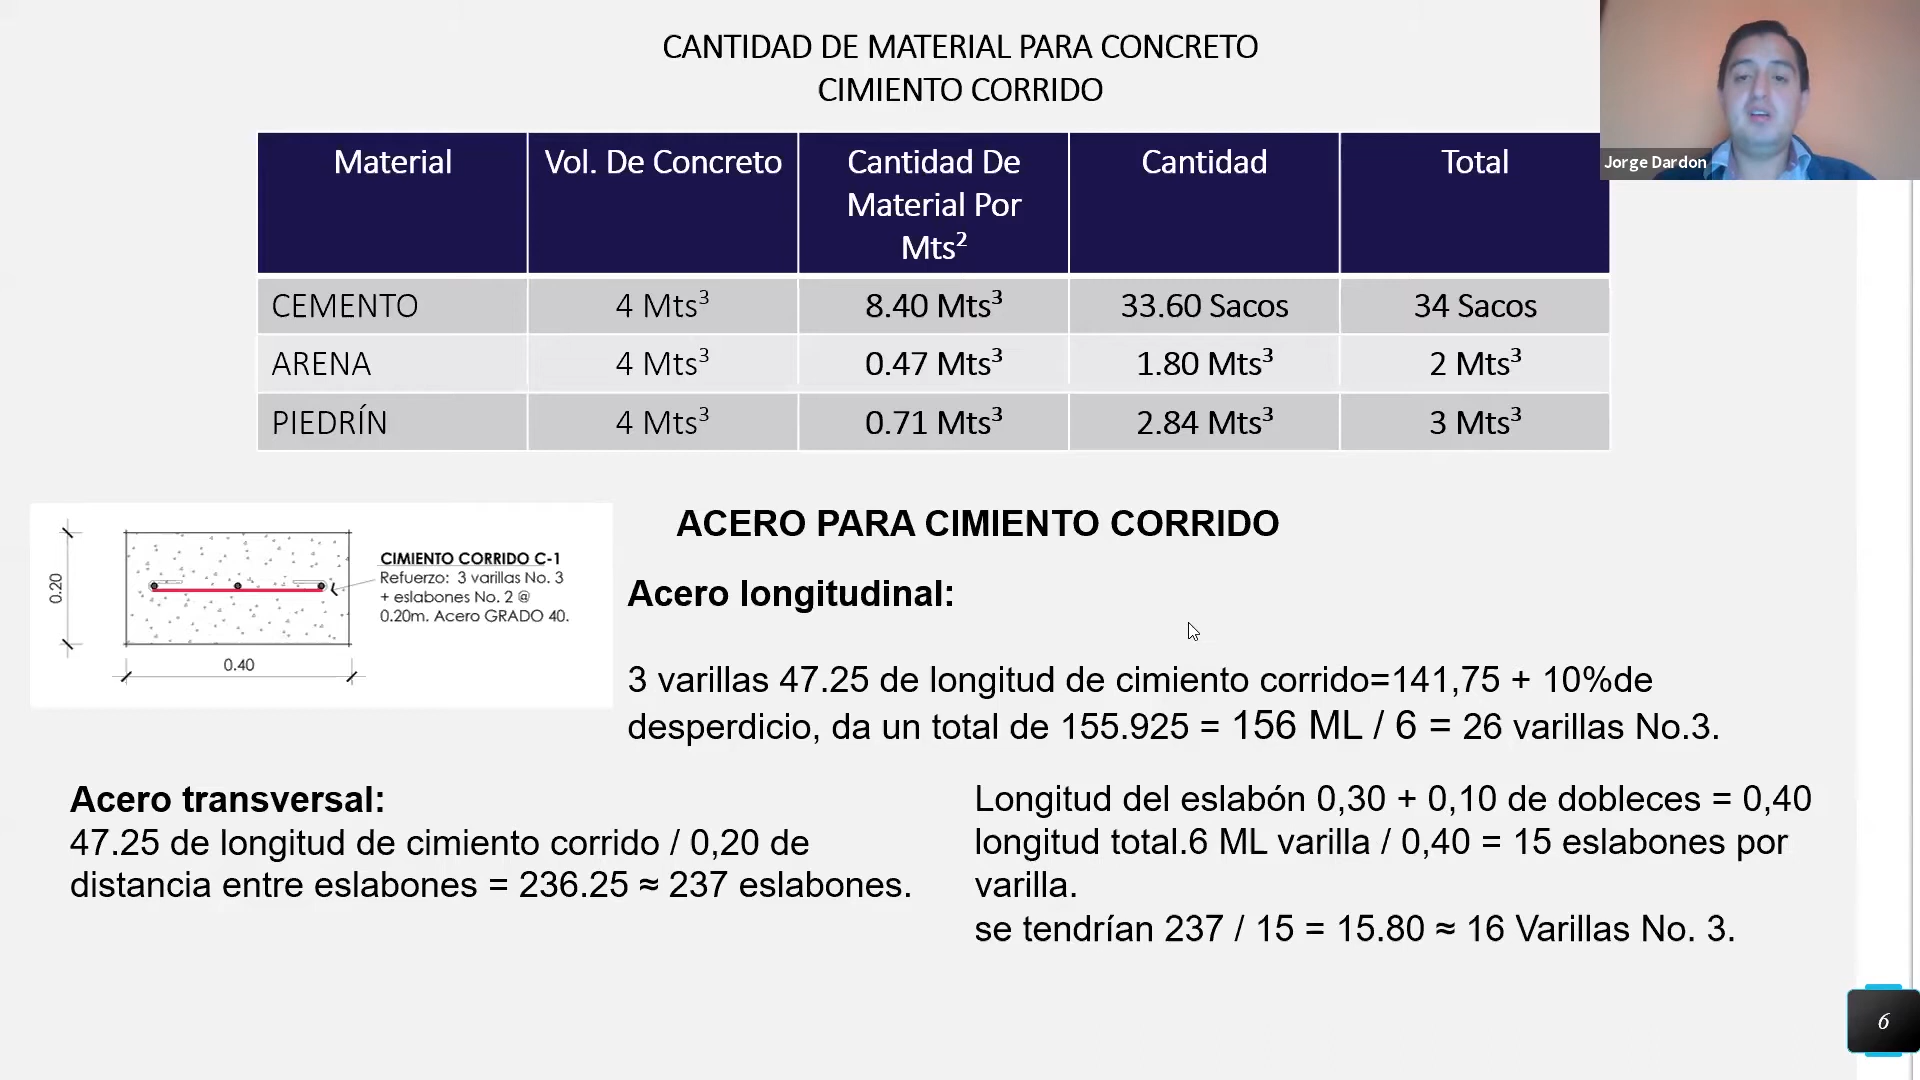 CANTIDAD DE MATERIAL PARA CONCRETO
CIMIENTO CORRIDO
Jorge Dardon
Material Vol. De Concreto Cantidad De Material Por Mts² Cantidad Total
CEMENTO 4 Mts³ 8.40 Mts³ 33.60 Sacos 34 Sacos
ARENA 4 Mts³ 0.47 Mts³ 1.80 Mts³ 2 Mts³
PIEDRÍN 4 Mts³ 0.71 Mts³ 2.84 Mts³ 3 Mts³
0.20
0.40
CIMIENTO CORRIDO C-1
Refuerzo: 3 varillas No. 3
+ eslabones No. 2 @
0.20m. Acero GRADO 40.
ACERO PARA CIMIENTO CORRIDO
Acero longitudinal:
3 varillas 47.25 de longitud de cimiento corrido=141,75 + 10%de
desperdicio, da un total de 155.925 = 156 ML / 6 = 26 varillas No.3.
Acero transversal:
47.25 de longitud de cimiento corrido / 0,20 de
distancia entre eslabones = 236.25 ≈ 237 eslabones.
Longitud del eslabón 0,30 + 0,10 de dobleces = 0,40
longitud total.6 ML varilla / 0,40 = 15 eslabones por
varilla.
se tendrían 237 / 15 = 15.80 ≈ 16 Varillas No. 3.
6